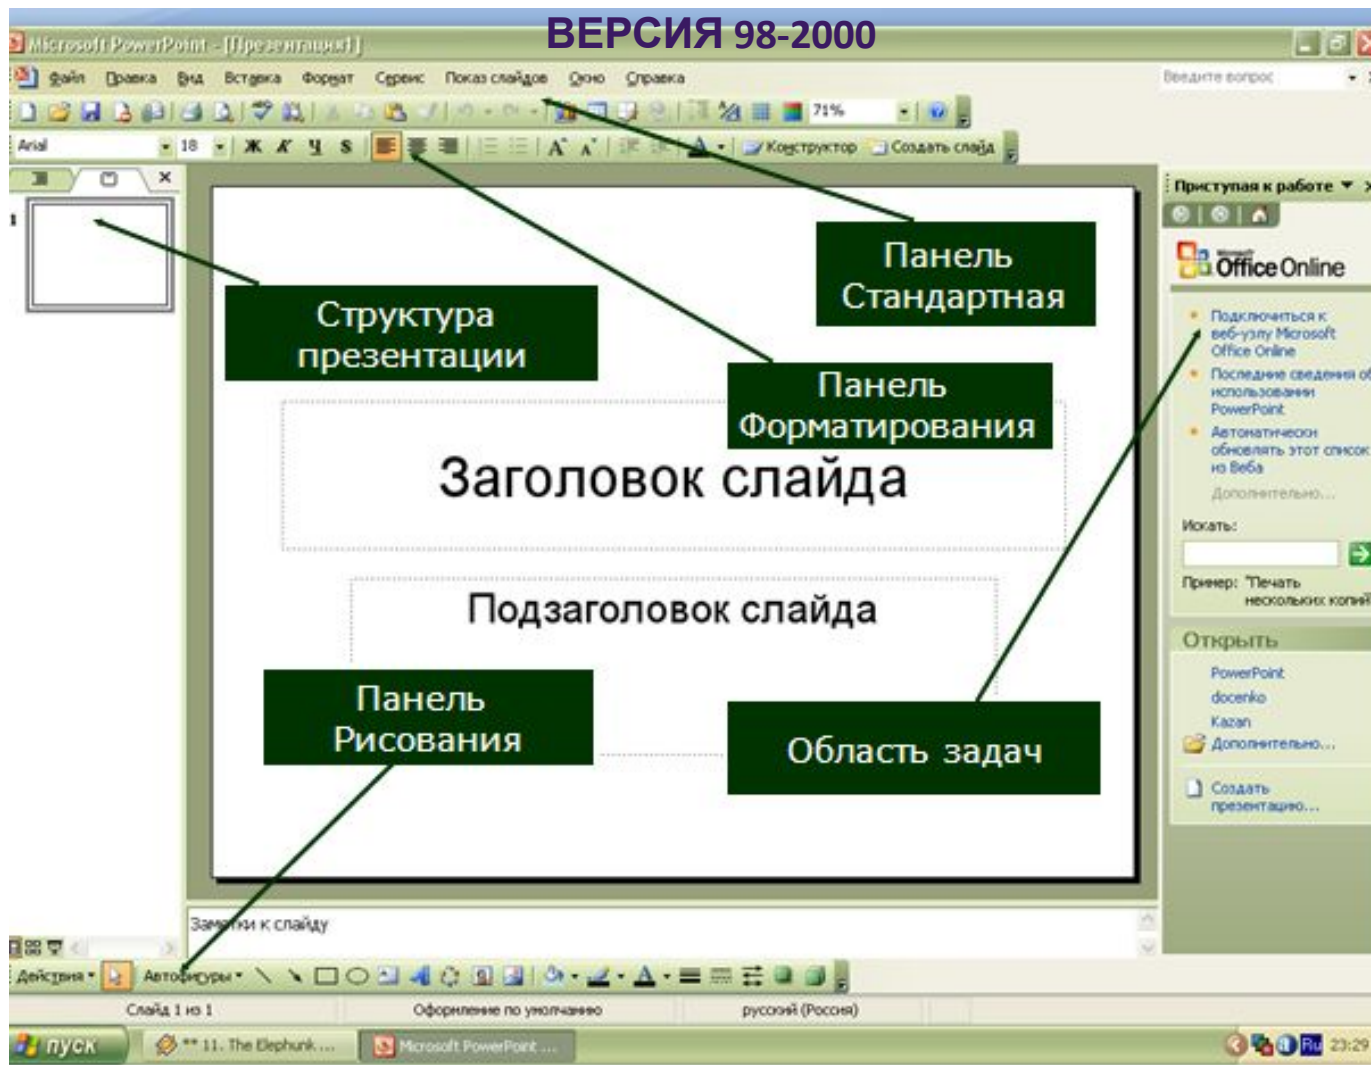 ВЕРСИЯ 98-2000
Microsoft PowerPoint - [Презентация1]
Файл Правка Вид Вставка Формат Сервис Показ слайдов Окно Справка
Введите вопрос
71%
Arial 18 Ж К Ч S Конструктор Создать слайд
1
Приступая к работе
Microsoft
Office Online
Подключиться к
веб-узлу Microsoft
Office Online
Последние сведения об
использовании
PowerPoint
Автоматически
обновлять этот список
из Веба
Дополнительно...
Искать:
Пример: "Печать
нескольких копий"
Открыть
PowerPoint
docenko
Kazan
Дополнительно...
Создать
презентацию...
Панель
Стандартная
Структура
презентации
Панель
Форматирования
Заголовок слайда
Подзаголовок слайда
Панель
Рисования
Область задач
Заметки к слайду
Действия Автофигуры
Слайд 1 из 1 Оформление по умолчанию русский (Россия)
пуск ** 11. The Elephunk ... Microsoft PowerPoint ... Ru 23:29